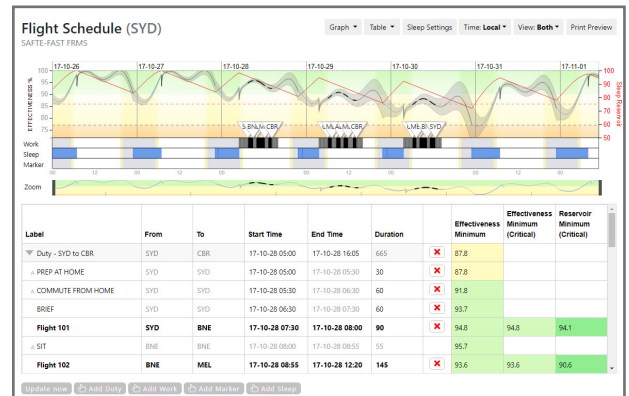 Flight Schedule (SYD)
SAFTE-FAST FRMS
Graph Table Sleep Settings Time: Local View: Both Print Preview
17-10-26 17-10-27 17-10-28 17-10-29 17-10-30 17-10-31 17-11-01
EFFECTIVENESS %
100 95 90 85 80 75
100 90 80 70 60 50
Sleep Reservoir
Work
Sleep
Marker
00 12 00 12 00 12 00 12 00 12 00 12 00
Zoom
Label From To Start Time End Time Duration Effectiveness Minimum Effectiveness Minimum (Critical) Reservoir Minimum (Critical)
Duty - SYD to CBR SYD CBR 17-10-28 05:00 17-10-28 16:05 665 87.8
PREP AT HOME SYD SYD 17-10-28 05:00 17-10-28 05:30 30 87.8
COMMUTE FROM HOME SYD SYD 17-10-28 05:30 17-10-28 06:30 60 91.8
BRIEF SYD SYD 17-10-28 06:30 17-10-28 07:30 60 93.7
Flight 101 SYD BNE 17-10-28 07:30 17-10-28 08:00 90 94.8 94.8 94.1
SIT BNE BNE 17-10-28 08:00 17-10-28 08:55 55 95.7
Flight 102 BNE MEL 17-10-28 08:55 17-10-28 12:20 145 93.6 93.6 90.6
Update now Add Duty Add Work Add Marker Add Sleep